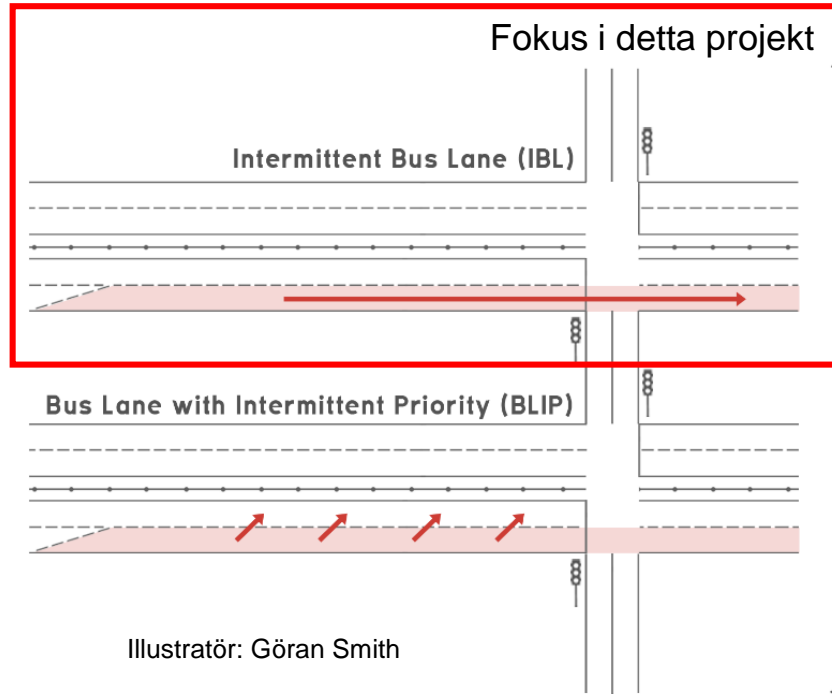 Fokus i detta projekt
Intermittent Bus Lane (IBL)
Bus Lane with Intermittent Priority (BLIP)
Illustratör: Göran Smith